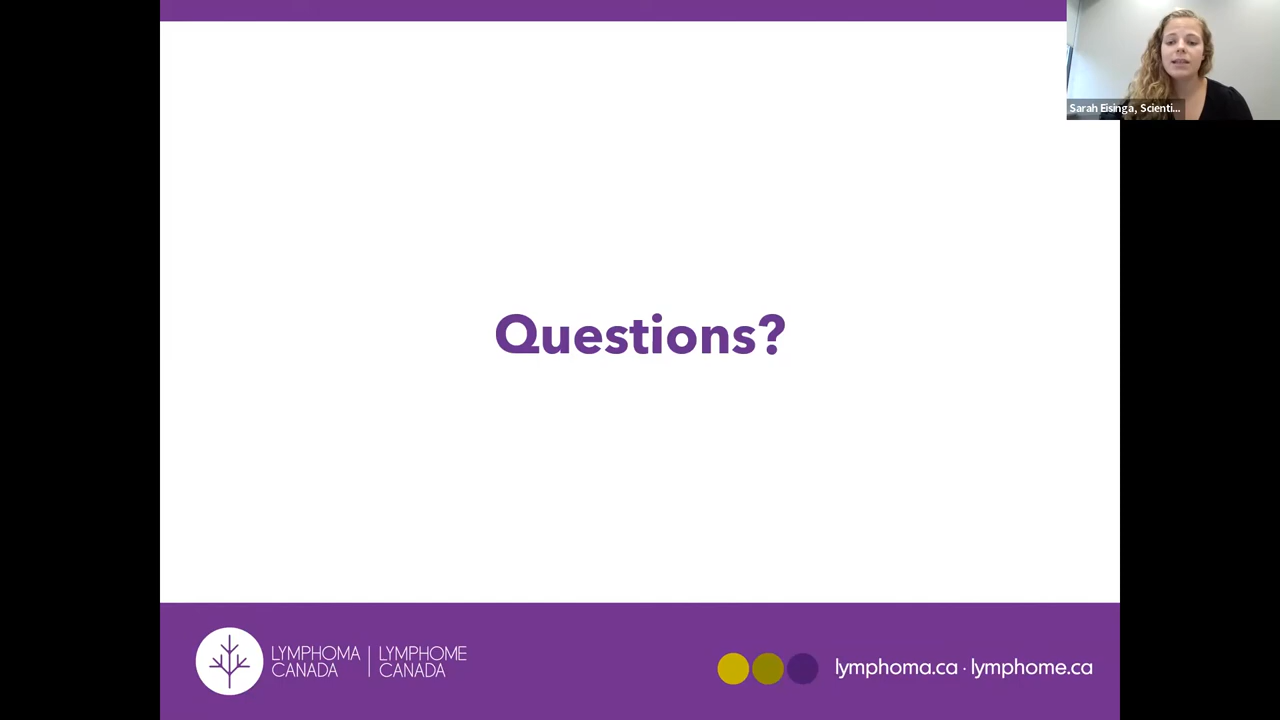 Sarah Eisinga, Scienti...
Questions?
LYMPHOMA
CANADA
LYMPHOME
CANADA
lymphoma.ca · lymphome.ca